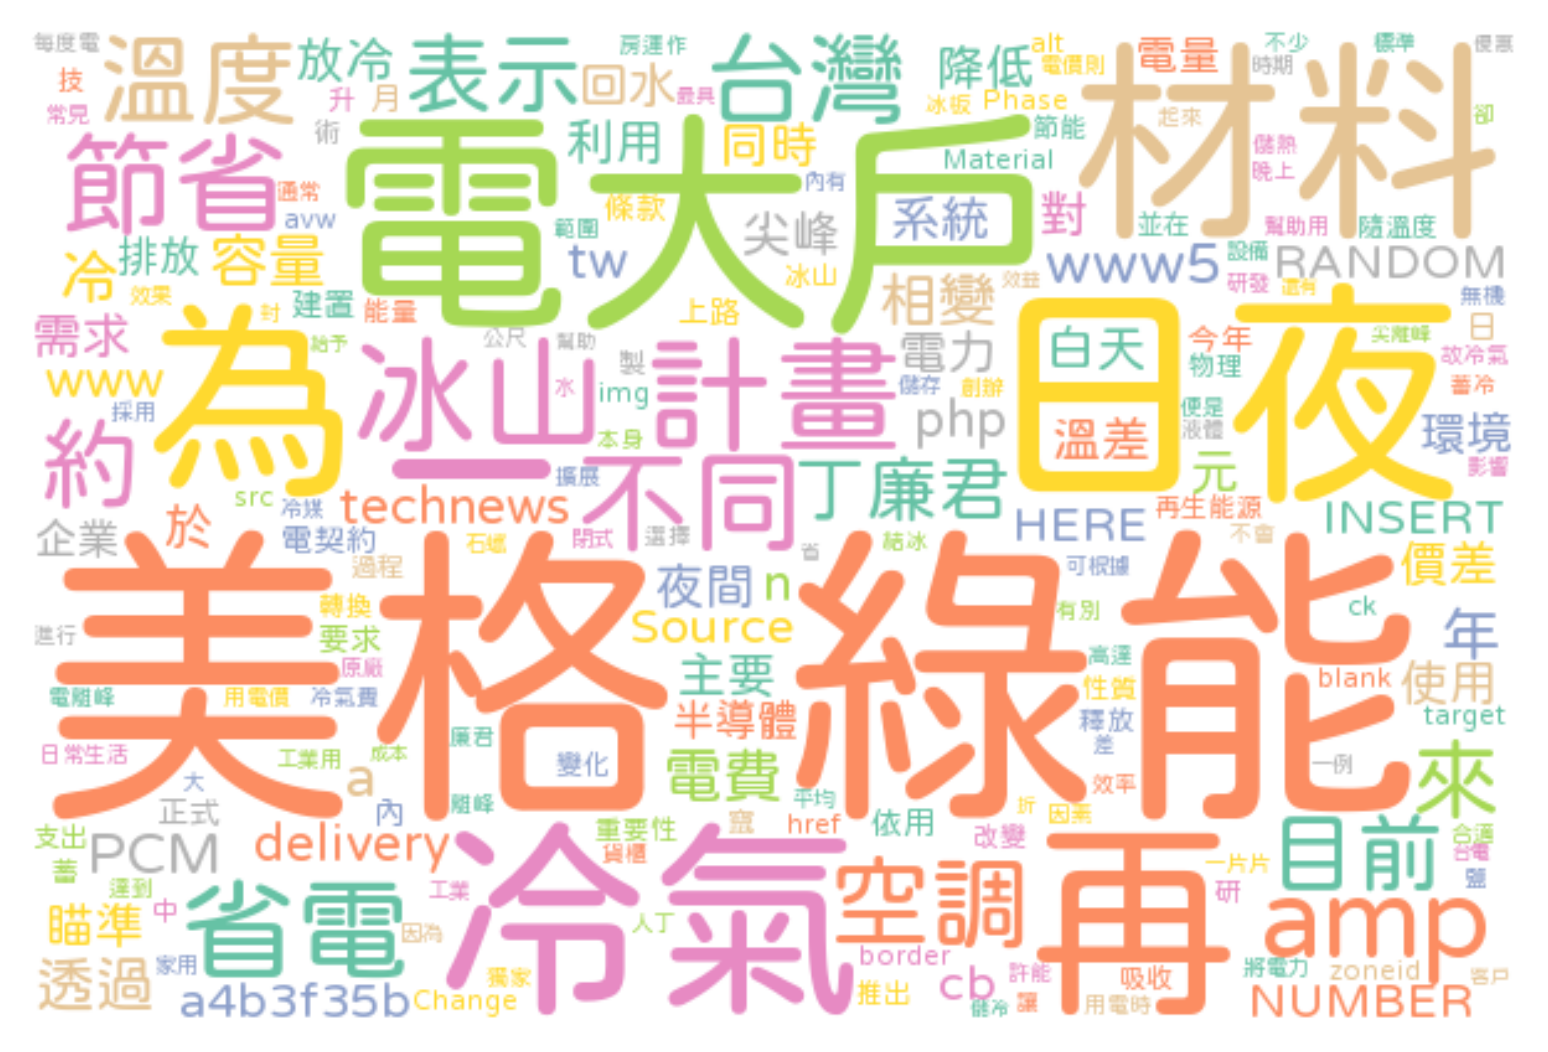 每度電
溫度
放冷
表示
房運作
回水
台灣
降低
alt
電價則
電量
不少
時期
標準
優惠
技
常見
升
月
最具
冰板
Phase
材料
起來
卻
節省
術
電大戶
利用
同時
節能
Material
儲熱
晚上
通常
avw
條款
內有
範圍
尖峰
系統
對
並在
幫助用
隨溫度
冷
排放
容量
tw
冰山
www5
設備
RANDOM
效果
建置
能量
上路
相變
效益
研發
還有
無機
需求
封
給予
為
公尺
幫助
電力
日夜
白天
今年
日
尖離峰
www
採用
冰山
水
製
img
計畫
儲存
創辦
php
物理
故冷氣
蓄冷
便是
液體
溫差
環境
約
一
本身
不同
擴展
丁廉君
元
影響
src
冷媒
technews
HERE
再生能源
INSERT
企業
於
電契約
石蠟
閉式
選擇
省
結冰
不會
過程
美格綠能
夜間
n
可根據
價差
轉換
進行
要求
Source
有別
ck
年
原廠
主要
高達
blank
使用
電離峰
用電價
冷氣費
性質
半導體
釋放
target
日常生活
廉君
差
工業用
成本
變化
電費
一例
來
大
a
效率
正式
內
離峰
平均
折
因素
支出
PCM
delivery
重要性
窟
href
依用
改變
目前
合適
台電
蓄
貨櫃
冷氣
空調
再
一片片
達到
工業
研
鹽
瞄準
中
省電
因為
人丁
amp
透過
家用
獨家
border
吸收
將電力
zoneid
客戶
a4b3f35b
Change
推出
cb
許能
儲冷
讓
用電時
NUMBER